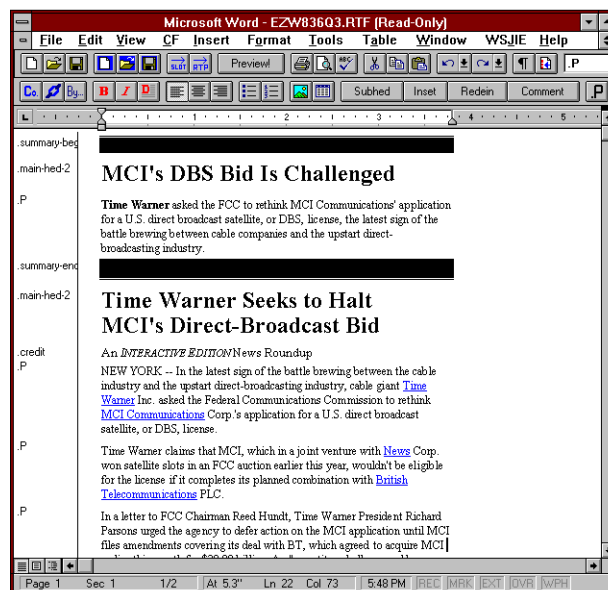 Microsoft Word - EZW836Q3.RTF (Read-Only)
File Edit View CF Insert Format Tools Table Window WSJIE Help
SLOT RTP Preview! ABC ¶ .P
Co. By... B I D Subhed Inset Redein Comment .P
L 1 2 3 4 5
.summary-beg
.main-hed-2 MCI's DBS Bid Is Challenged
.P Time Warner asked the FCC to rethink MCI Communications' application
for a U.S. direct broadcast satellite, or DBS, license, the latest sign of the
battle brewing between cable companies and the upstart direct-
broadcasting industry.
.summary-end
.main-hed-2 Time Warner Seeks to Halt
MCI's Direct-Broadcast Bid
.credit An INTERACTIVE EDITION News Roundup
.P NEW YORK -- In the latest sign of the battle brewing between the cable
industry and the upstart direct-broadcasting industry, cable giant Time
Warner Inc. asked the Federal Communications Commission to rethink
MCI Communications Corp.'s application for a U.S. direct broadcast
satellite, or DBS, license.
.P Time Warner claims that MCI, which in a joint venture with News Corp.
won satellite slots in an FCC auction earlier this year, wouldn't be eligible
for the license if it completes its planned combination with British
Telecommunications PLC.
.P In a letter to FCC Chairman Reed Hundt, Time Warner President Richard
Parsons urged the agency to defer action on the MCI application until MCI
files amendments covering its deal with BT, which agreed to acquire MCI
Page 1 Sec 1 1/2 At 5.3" Ln 22 Col 73 5:48 PM REC MRK EXT OVR WPH